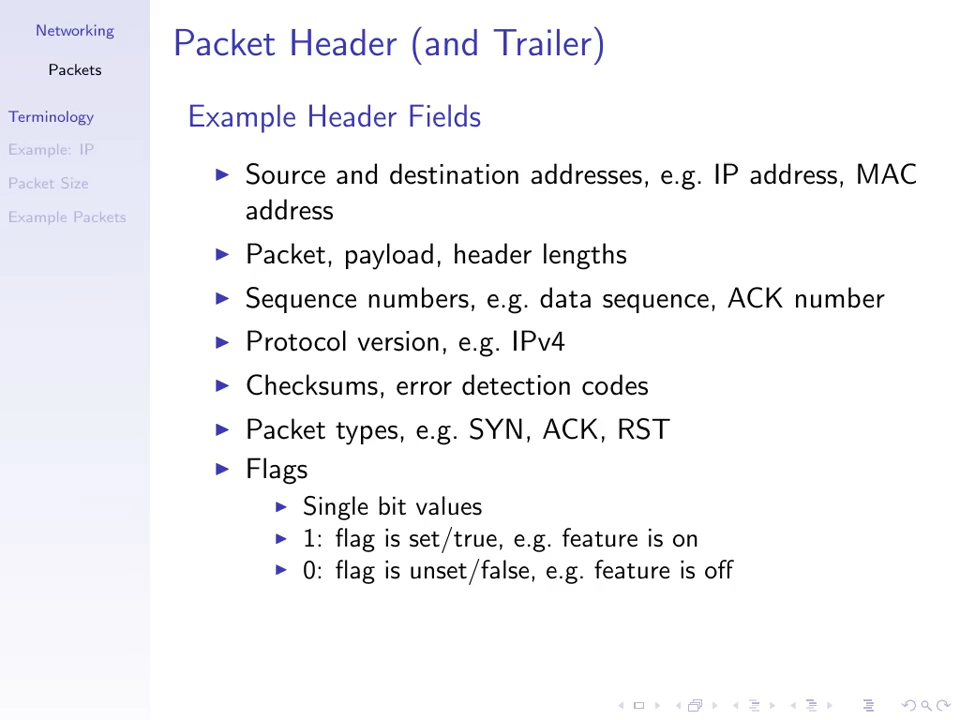 Networking
Packets
Terminology
Example: IP
Packet Size
Example Packets
Packet Header (and Trailer)
Example Header Fields
Source and destination addresses, e.g. IP address, MAC
address
Packet, payload, header lengths
Sequence numbers, e.g. data sequence, ACK number
Protocol version, e.g. IPv4
Checksums, error detection codes
Packet types, e.g. SYN, ACK, RST
Flags
Single bit values
1: flag is set/true, e.g. feature is on
0: flag is unset/false, e.g. feature is off